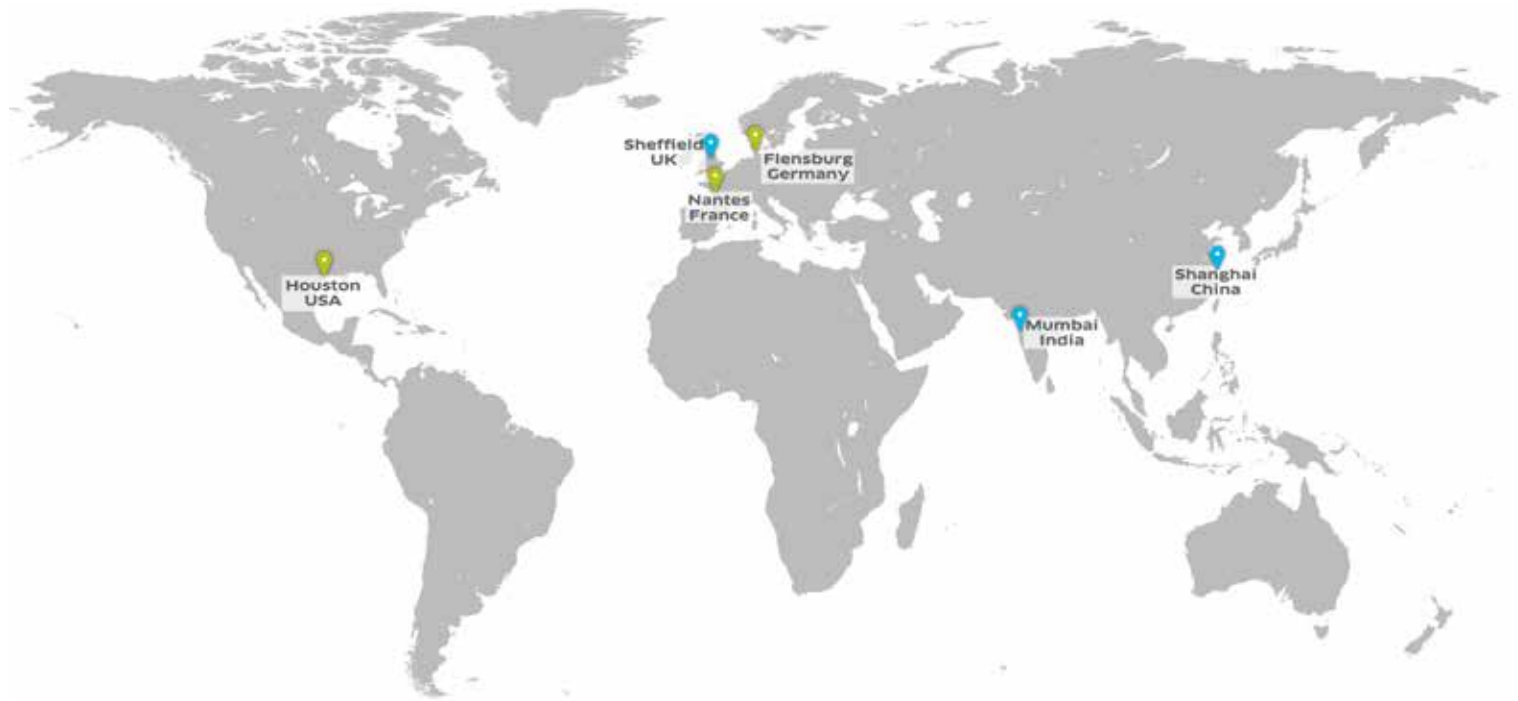 Sheffield
UK
Flensburg
Germany
Nantes
France
Houston
USA
Shanghai
China
Mumbai
India